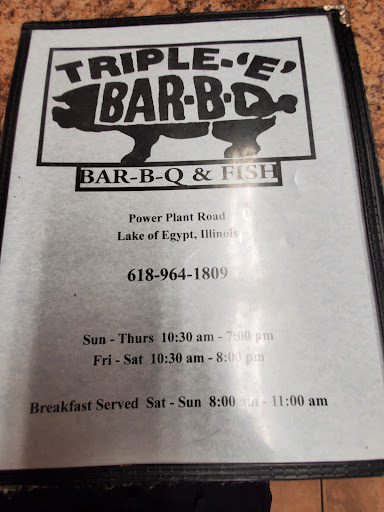 TRIPLE-'E'
BAR-B-Q
BAR-B-Q & FISH
Power Plant Road
Lake of Egypt, Illinois
618-964-1809
Sun - Thurs 10:30 am - 7:00 pm
Fri - Sat 10:30 am - 8:00 pm
Breakfast Served Sat - Sun 8:00 am - 11:00 am